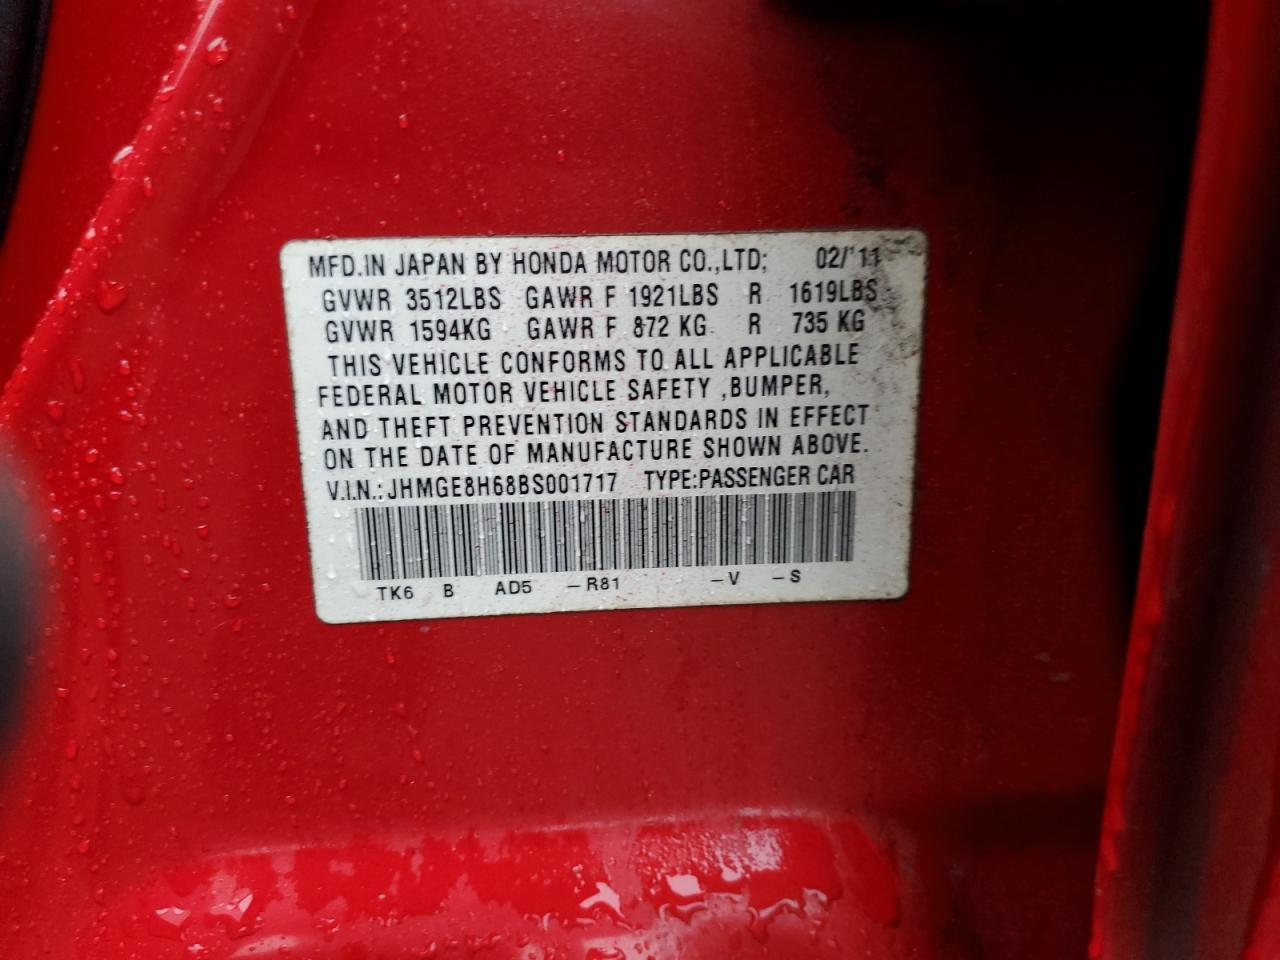 MFD.IN JAPAN BY HONDA MOTOR CO.,LTD; 02/'11
GVWR 3512LBS GAWR F 1921LBS R 1619LBS
GVWR 1594KG GAWR F 872 KG R 735 KG
THIS VEHICLE CONFORMS TO ALL APPLICABLE
FEDERAL MOTOR VEHICLE SAFETY ,BUMPER,
AND THEFT PREVENTION STANDARDS IN EFFECT
ON THE DATE OF MANUFACTURE SHOWN ABOVE.
V.I.N.: JHMGE8H68BS001717 TYPE:PASSENGER CAR
TK6 B AD5 –R81 –V –S